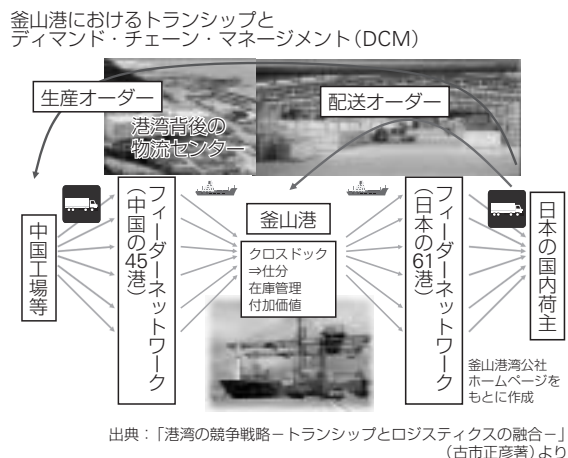 釜山港におけるトランシップと
ディマンド・チェーン・マネージメント（DCM）
生産オーダー
配送オーダー
港湾背後の
物流センター
中国工場等
フィーダーネットワーク
（中国の45港）
釜山港
クロスドック
⇒仕分
在庫管理
付加価値
フィーダーネットワーク
（日本の61港）
日本の国内荷主
釜山港湾公社
ホームページを
もとに作成
出典：「港湾の競争戦略－トランシップとロジスティクスの融合－」
（古市正彦著）より